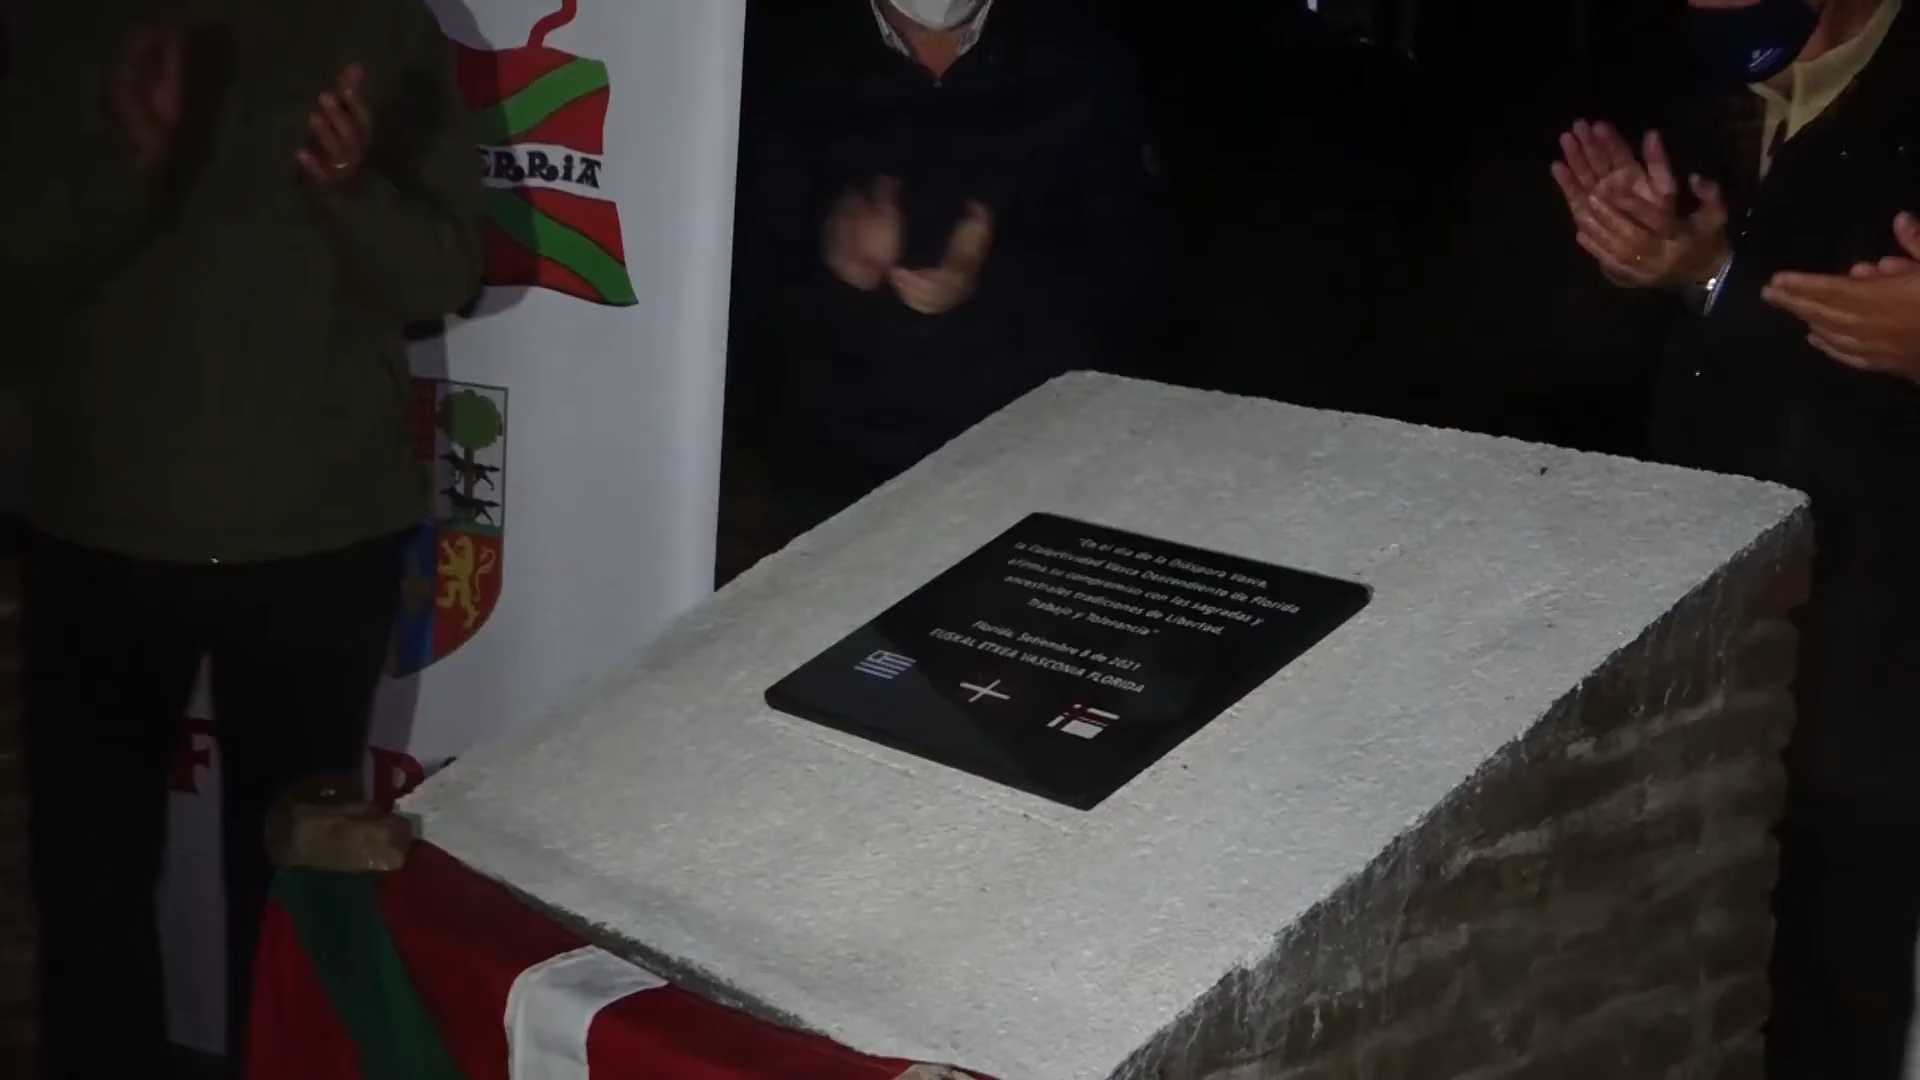 ERRiA
"En el día de la Diáspora Vasca,
la Colectividad Vasca Descendiente de Florida
afirma su compromiso con las sagradas y
ancestrales tradiciones de Libertad,
Trabajo y Tolerancia"
Florida, Setiembre 8 de 2021
EUSKAL ETXEA VASCONIA FLORIDA
F